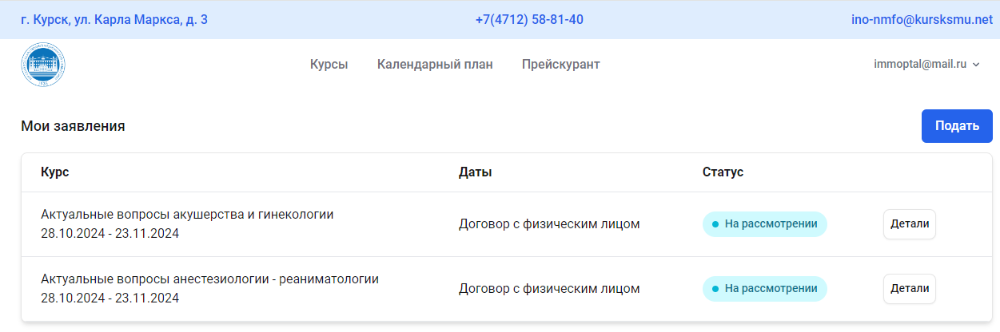 г. Курск, ул. Карла Маркса, д. 3 +7(4712) 58-81-40 ino-nmfo@kursksmu.net
Курсы Календарный план Прейскурант immoptal@mail.ru
Мои заявления Подать
Курс Даты Статус
Актуальные вопросы акушерства и гинекологии
28.10.2024 - 23.11.2024 Договор с физическим лицом На рассмотрении Детали
Актуальные вопросы анестезиологии - реаниматологии
28.10.2024 - 23.11.2024 Договор с физическим лицом На рассмотрении Детали